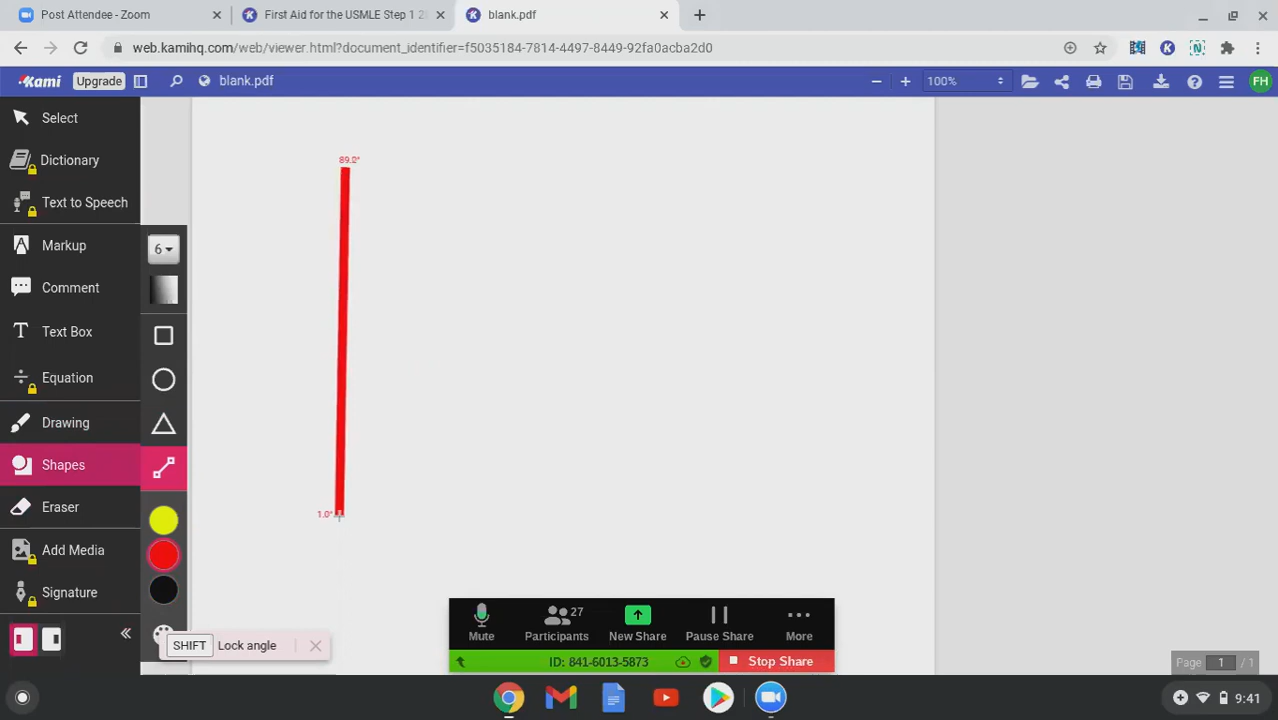 Post Attendee - Zoom
First Aid for the USMLE Step 1 2
blank.pdf
web.kamihq.com/web/viewer.html?document_identifier=f5035184-7814-4497-8449-92fa0acba2d0
Kami
Upgrade
blank.pdf
100%
FH
Select
Dictionary
Text to Speech
Markup
Comment
Text Box
Equation
Drawing
Shapes
Eraser
Add Media
Signature
6
89.0°
1.0°
SHIFT Lock angle
27
Mute
Participants
New Share
Pause Share
More
ID: 841-6013-5873
Stop Share
Page 1 / 1
9:41